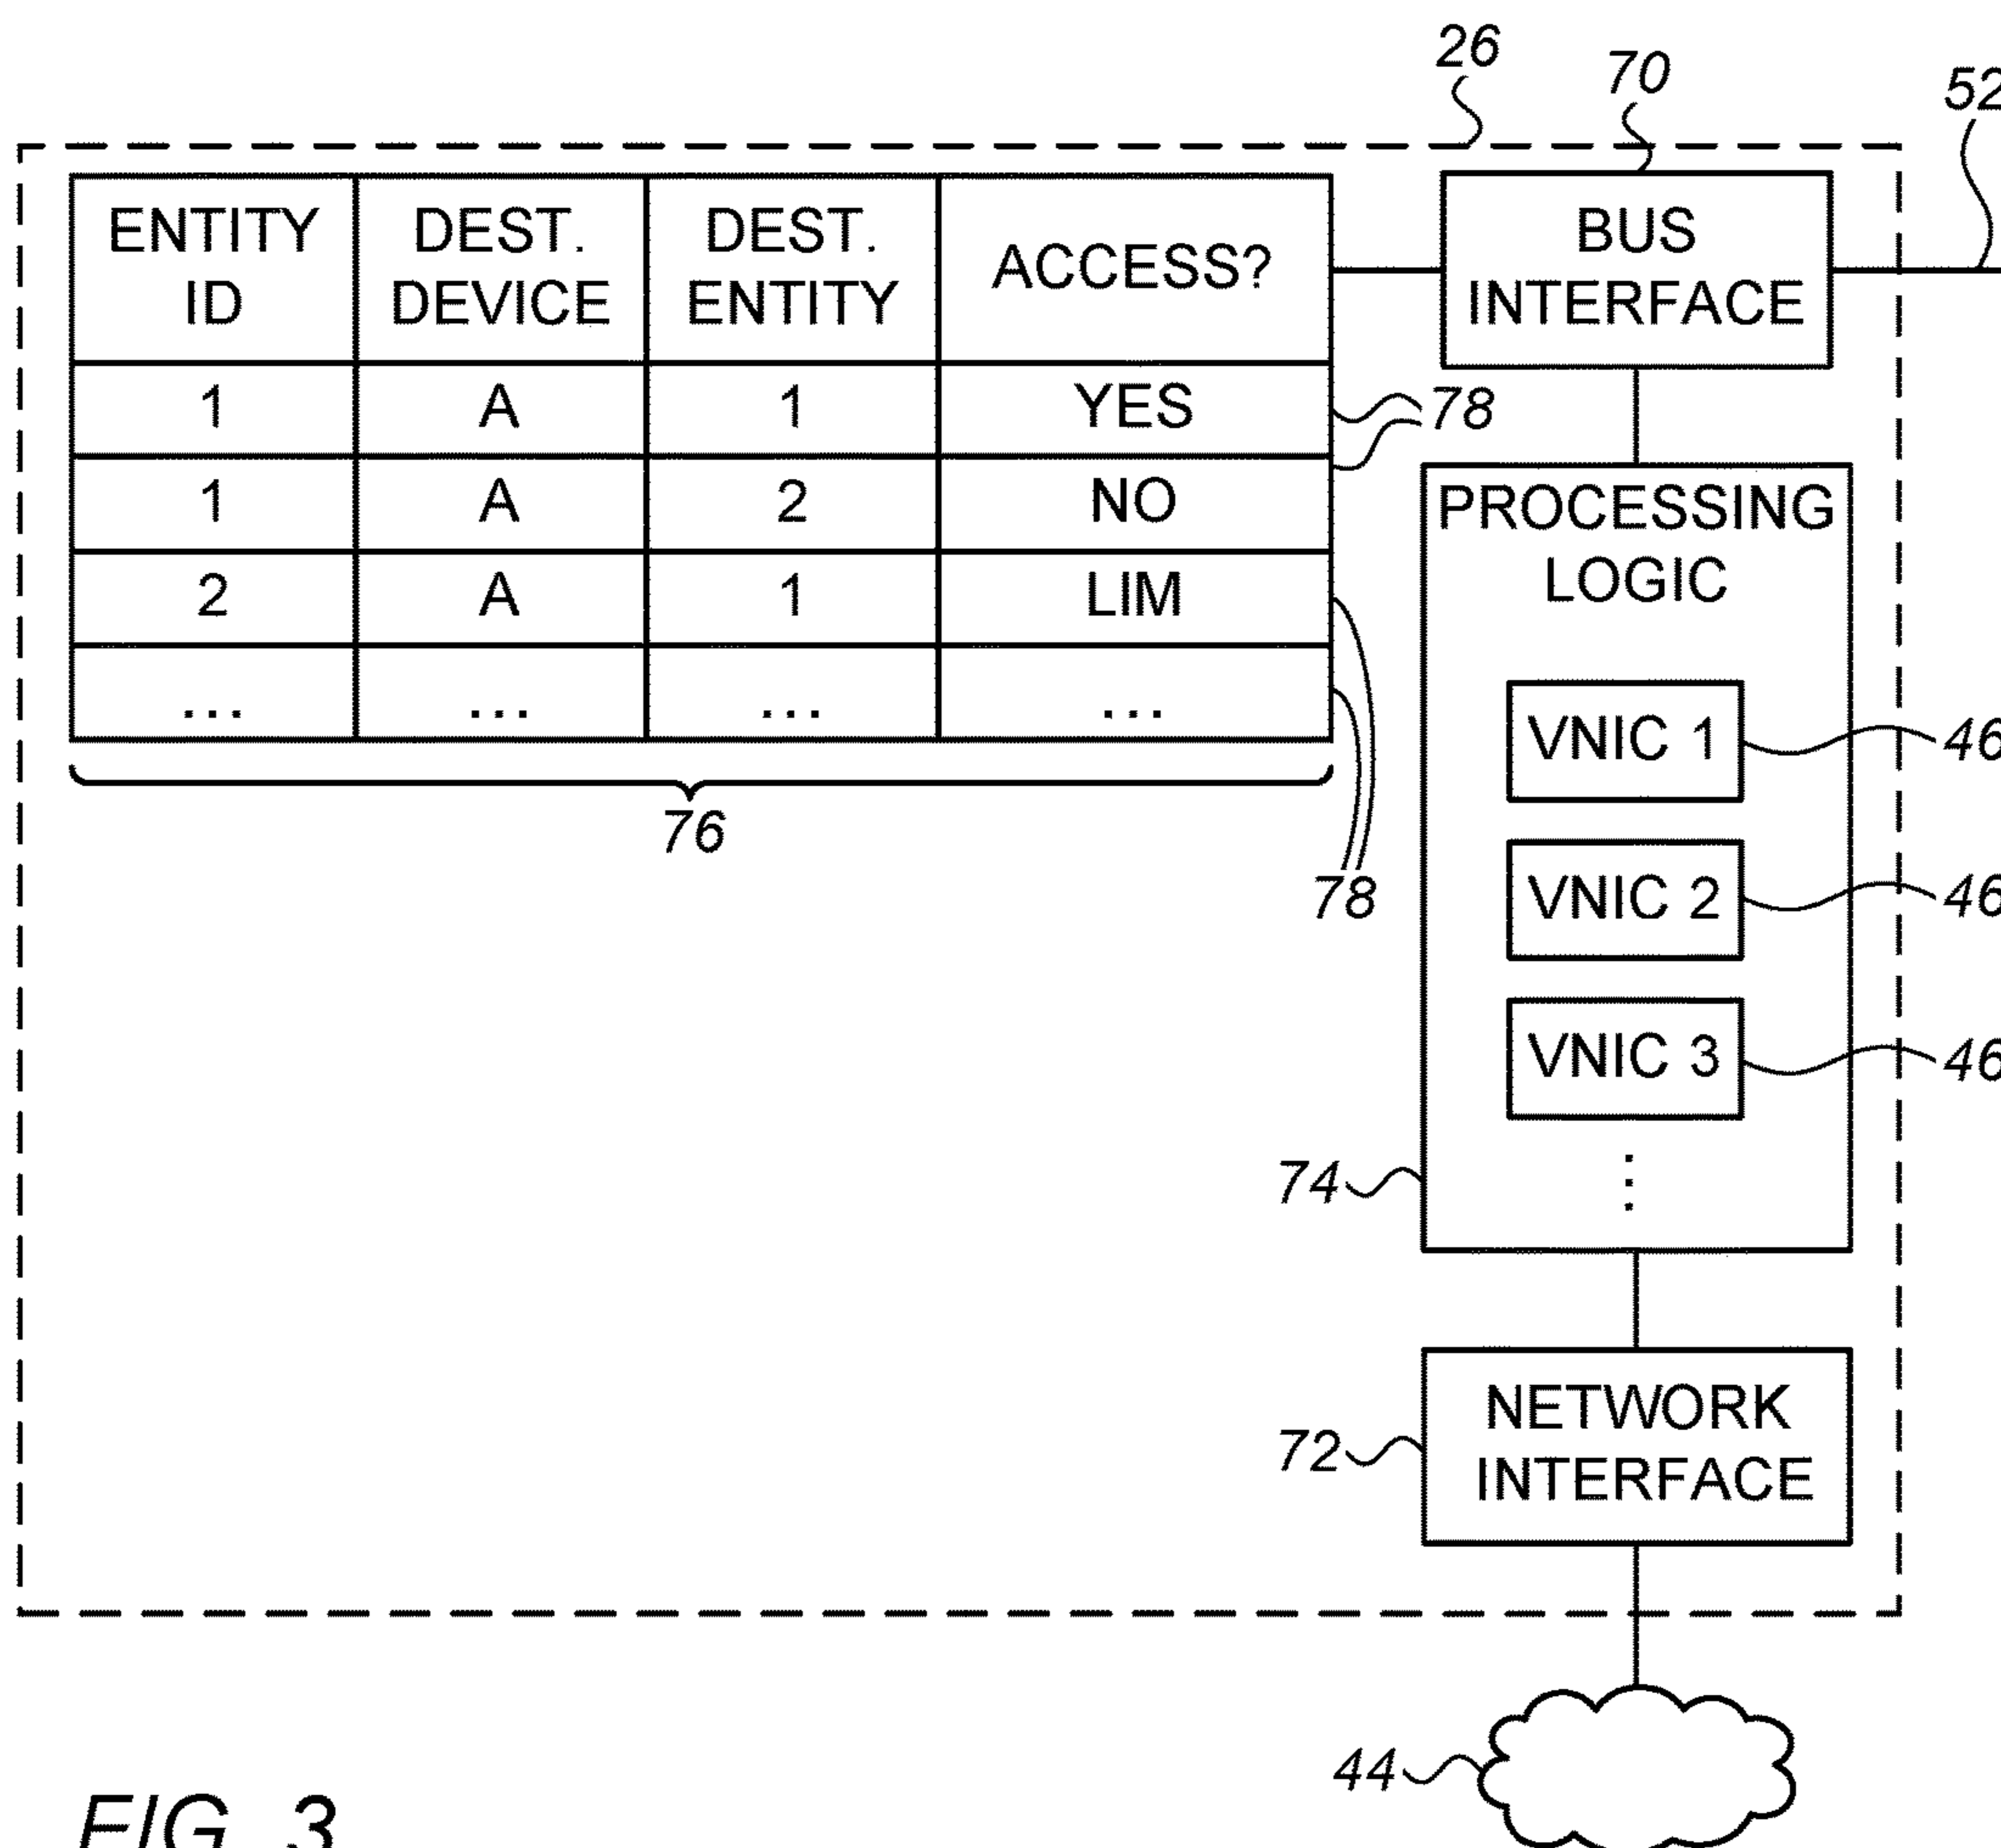 26
70
52
ENTITY ID
DEST. DEVICE
DEST. ENTITY
ACCESS?
BUS
INTERFACE
1 A 1 YES
78
1 A 2 NO
2 A 1 LIM
... ... ... ...
76
78
PROCESSING
LOGIC
VNIC 1
46
VNIC 2
46
VNIC 3
46
74
NETWORK
INTERFACE
72
44
FIG. 3